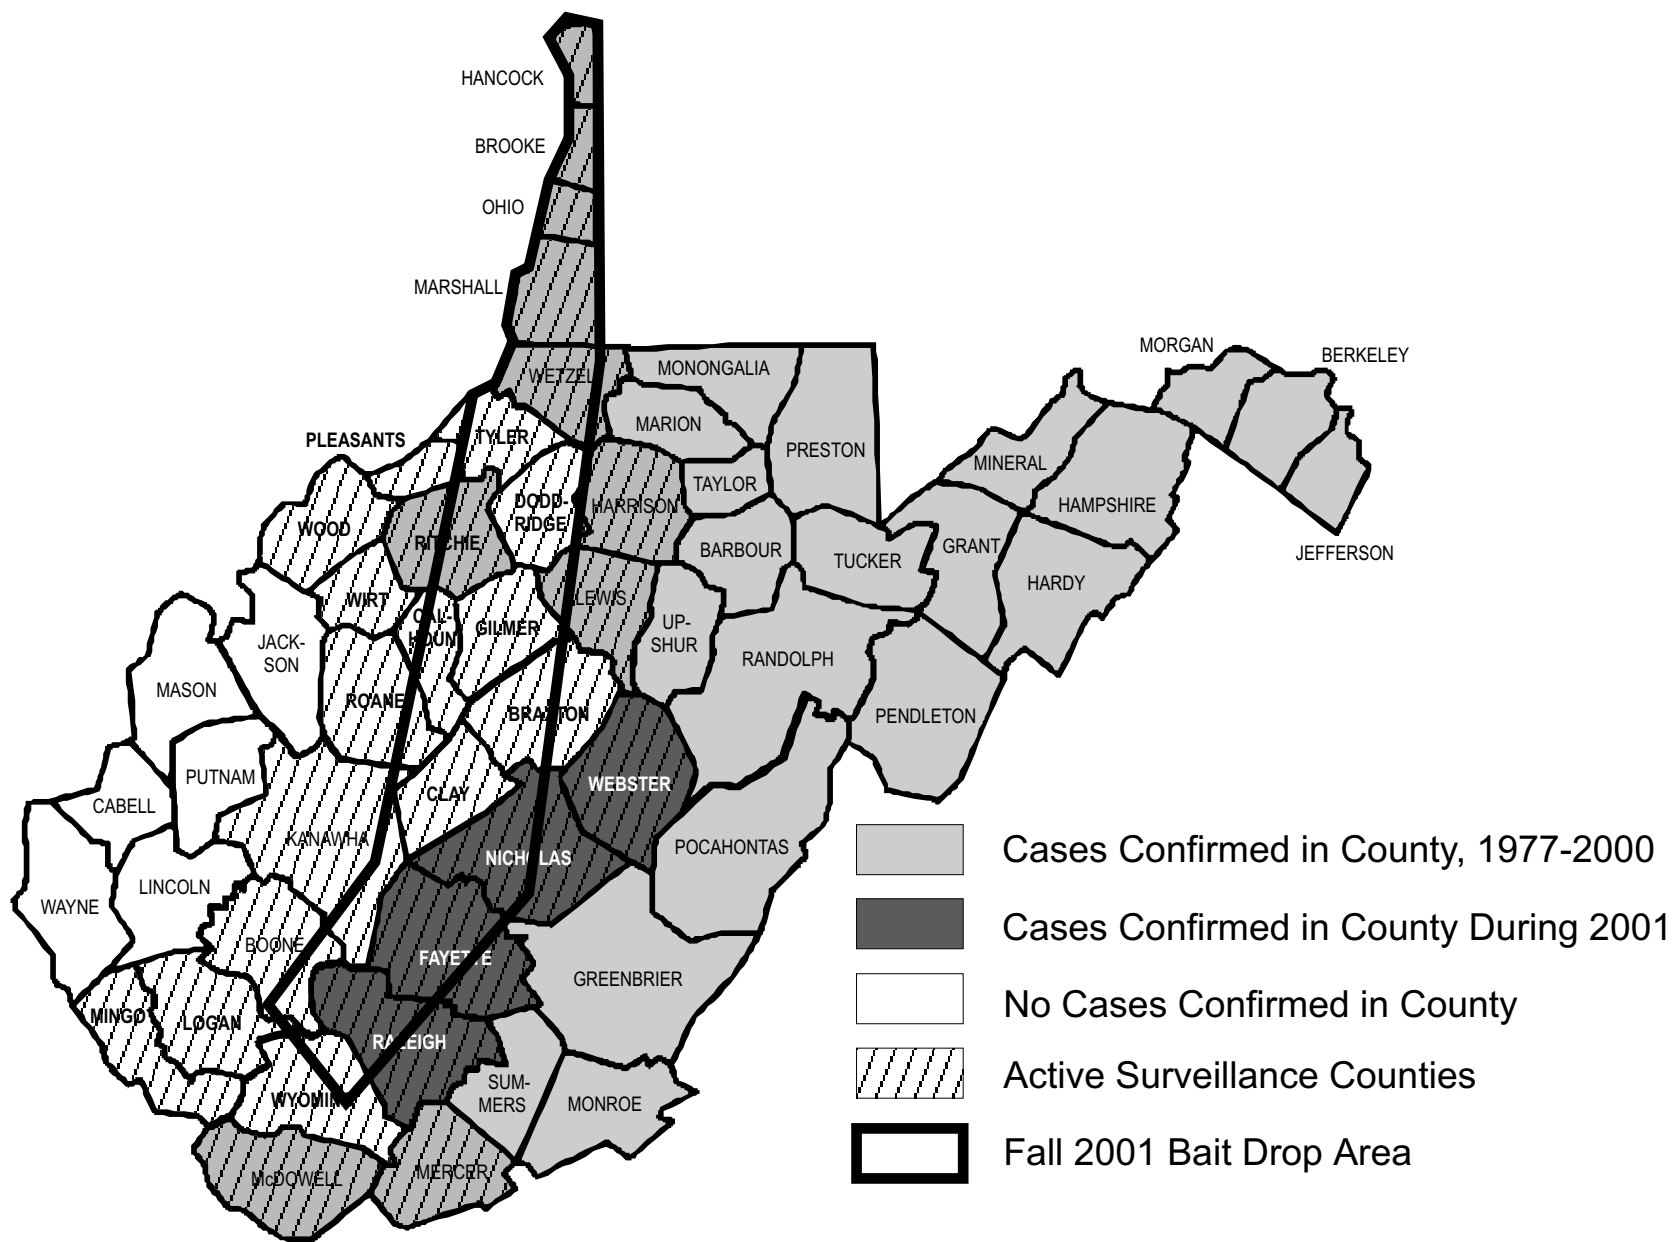 HANCOCK
BROOKE
OHIO
MARSHALL
WETZEL
MONONGALIA
MORGAN
BERKELEY
MARION
PLEASANTS
TYLER
PRESTON
MINERAL
TAYLOR
HAMPSHIRE
WOOD
DODD-
RIDGE
HARRISON
RITCHIE
BARBOUR
TUCKER
GRANT
JEFFERSON
HARDY
WIRT
CAL-
HOUN
GILMER
LEWIS
UP-
SHUR
JACK-
SON
RANDOLPH
MASON
ROANE
BRAXTON
PENDLETON
PUTNAM
CABELL
CLAY
WEBSTER
KANAWHA
NICHOLAS
POCAHONTAS
LINCOLN
WAYNE
BOONE
FAYETTE
GREENBRIER
MINGO
LOGAN
RALEIGH
SUM-
MERS
MONROE
WYOMING
McDOWELL
MERCER
Cases Confirmed in County, 1977-2000
Cases Confirmed in County During 2001
No Cases Confirmed in County
Active Surveillance Counties
Fall 2001 Bait Drop Area